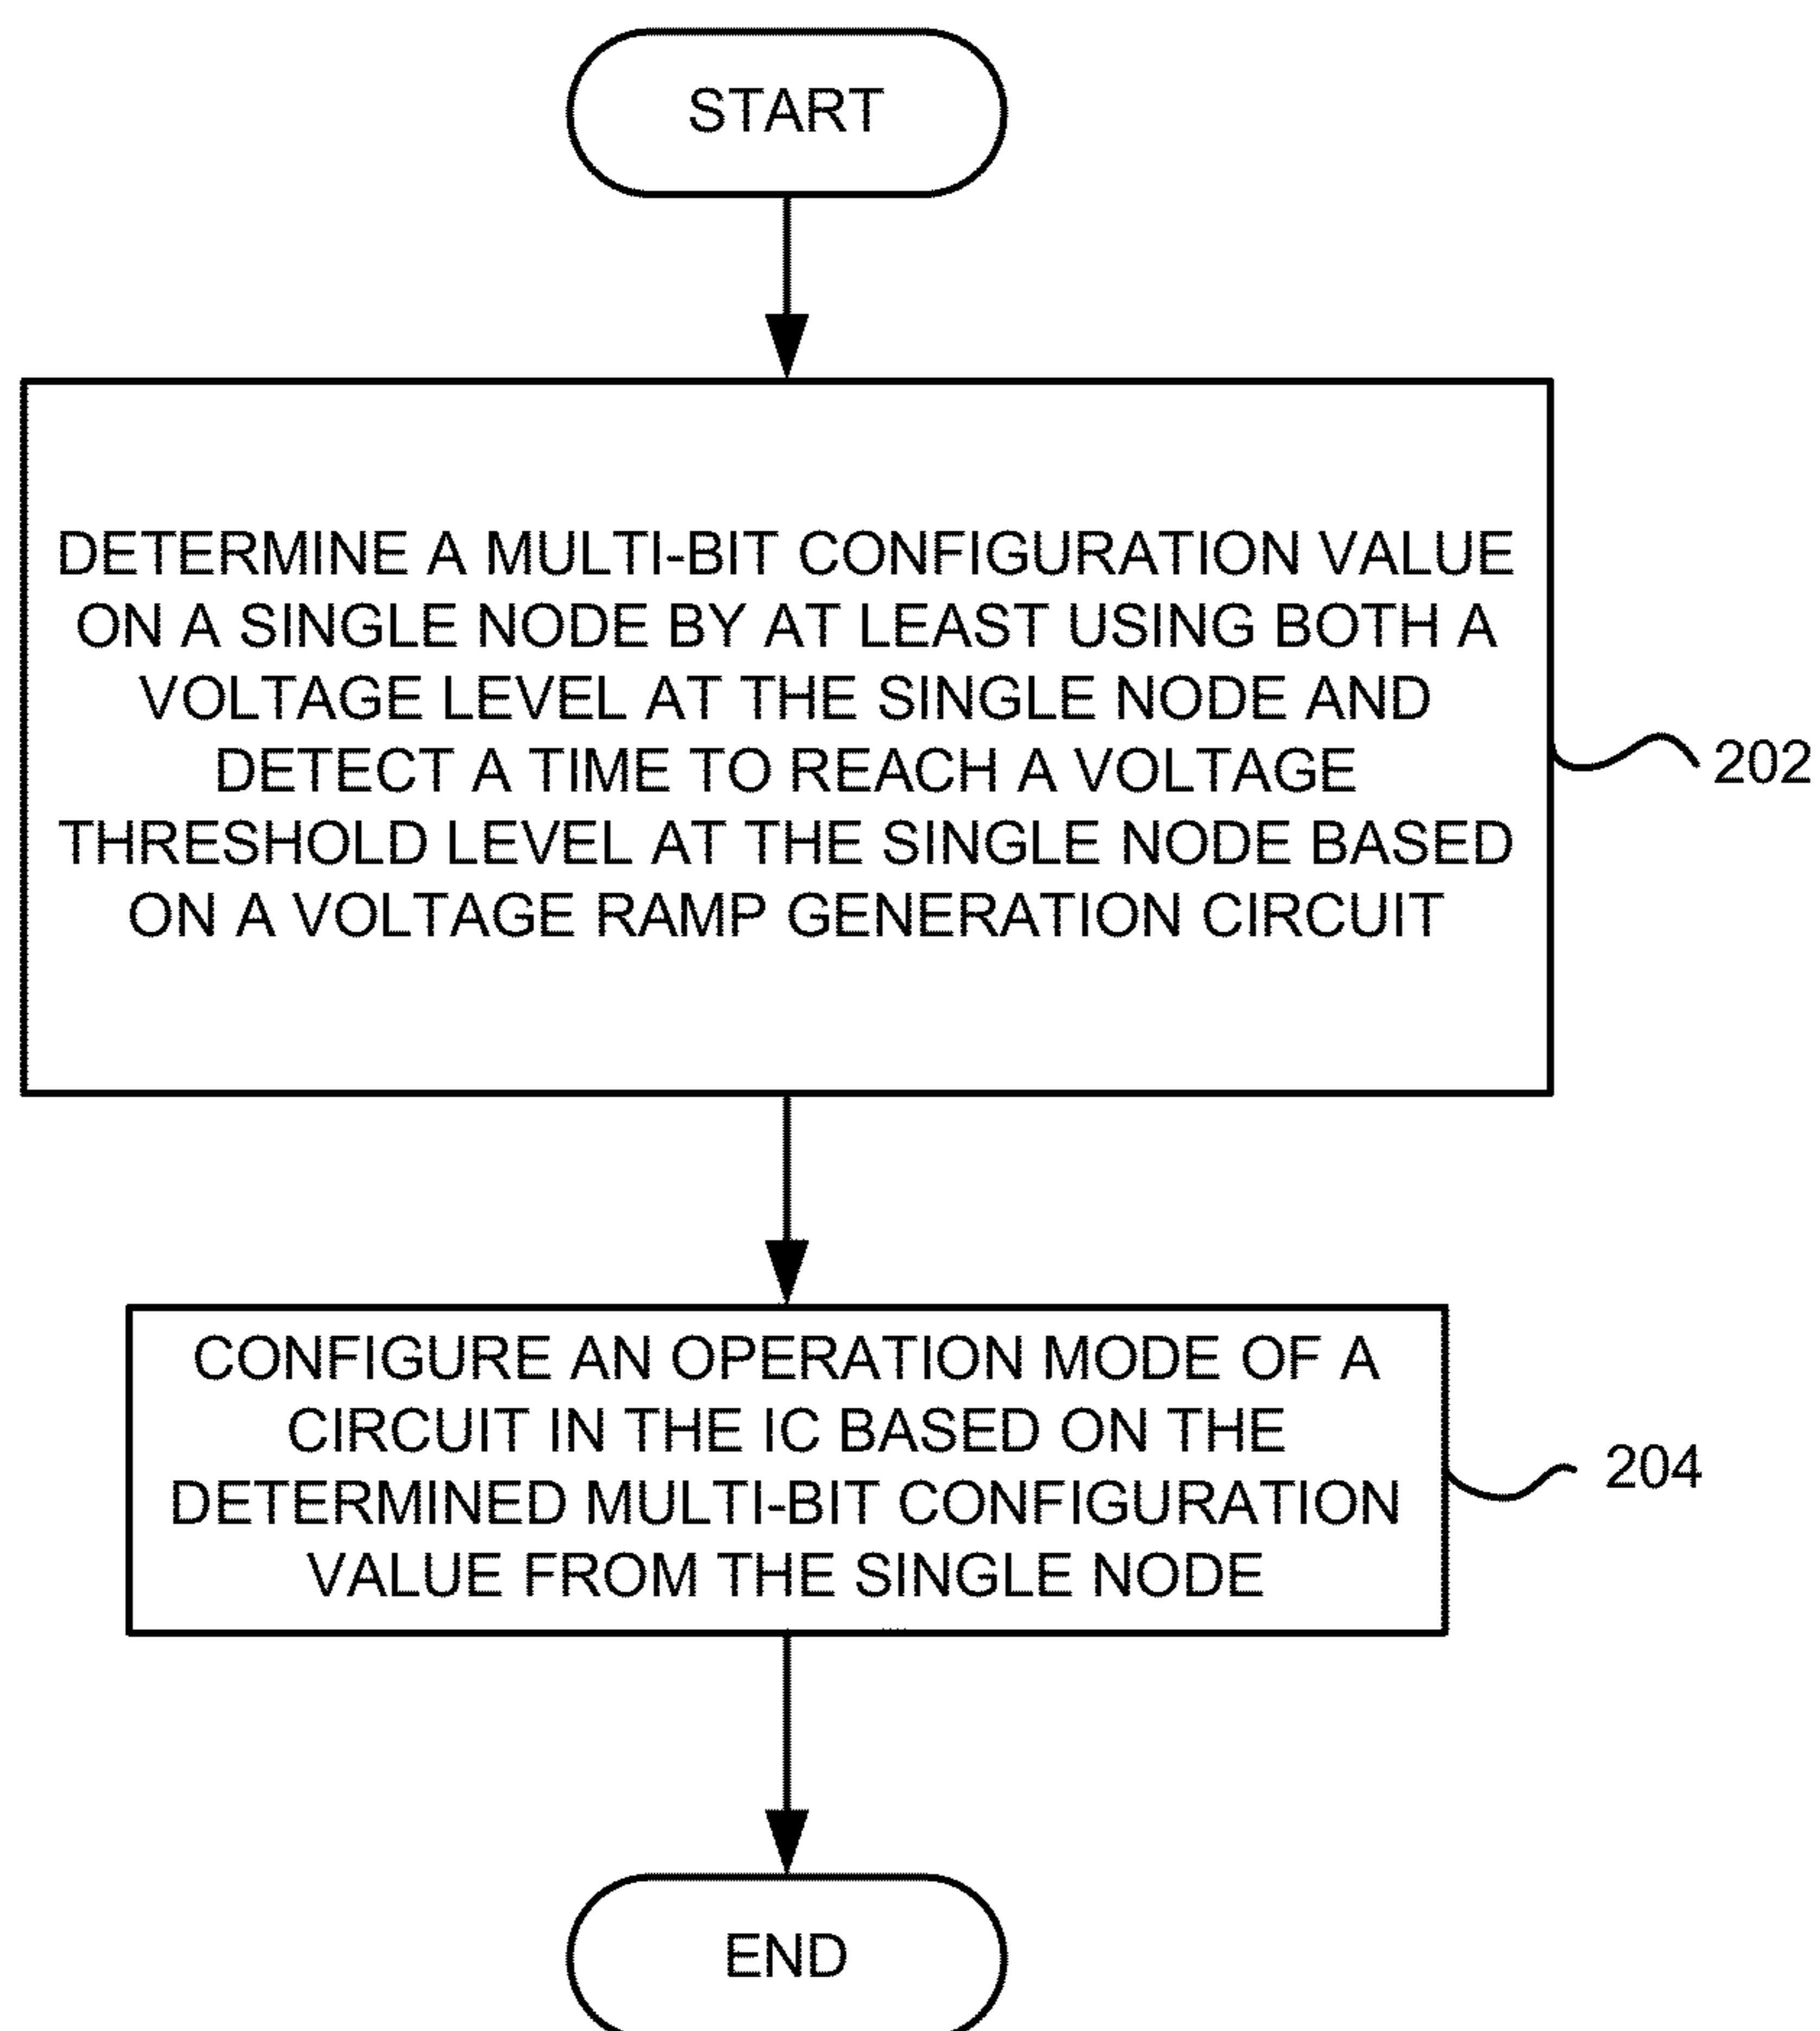 START
DETERMINE A MULTI-BIT CONFIGURATION VALUE
ON A SINGLE NODE BY AT LEAST USING BOTH A
VOLTAGE LEVEL AT THE SINGLE NODE AND
DETECT A TIME TO REACH A VOLTAGE
THRESHOLD LEVEL AT THE SINGLE NODE BASED
ON A VOLTAGE RAMP GENERATION CIRCUIT
202
CONFIGURE AN OPERATION MODE OF A
CIRCUIT IN THE IC BASED ON THE
DETERMINED MULTI-BIT CONFIGURATION
VALUE FROM THE SINGLE NODE
204
END